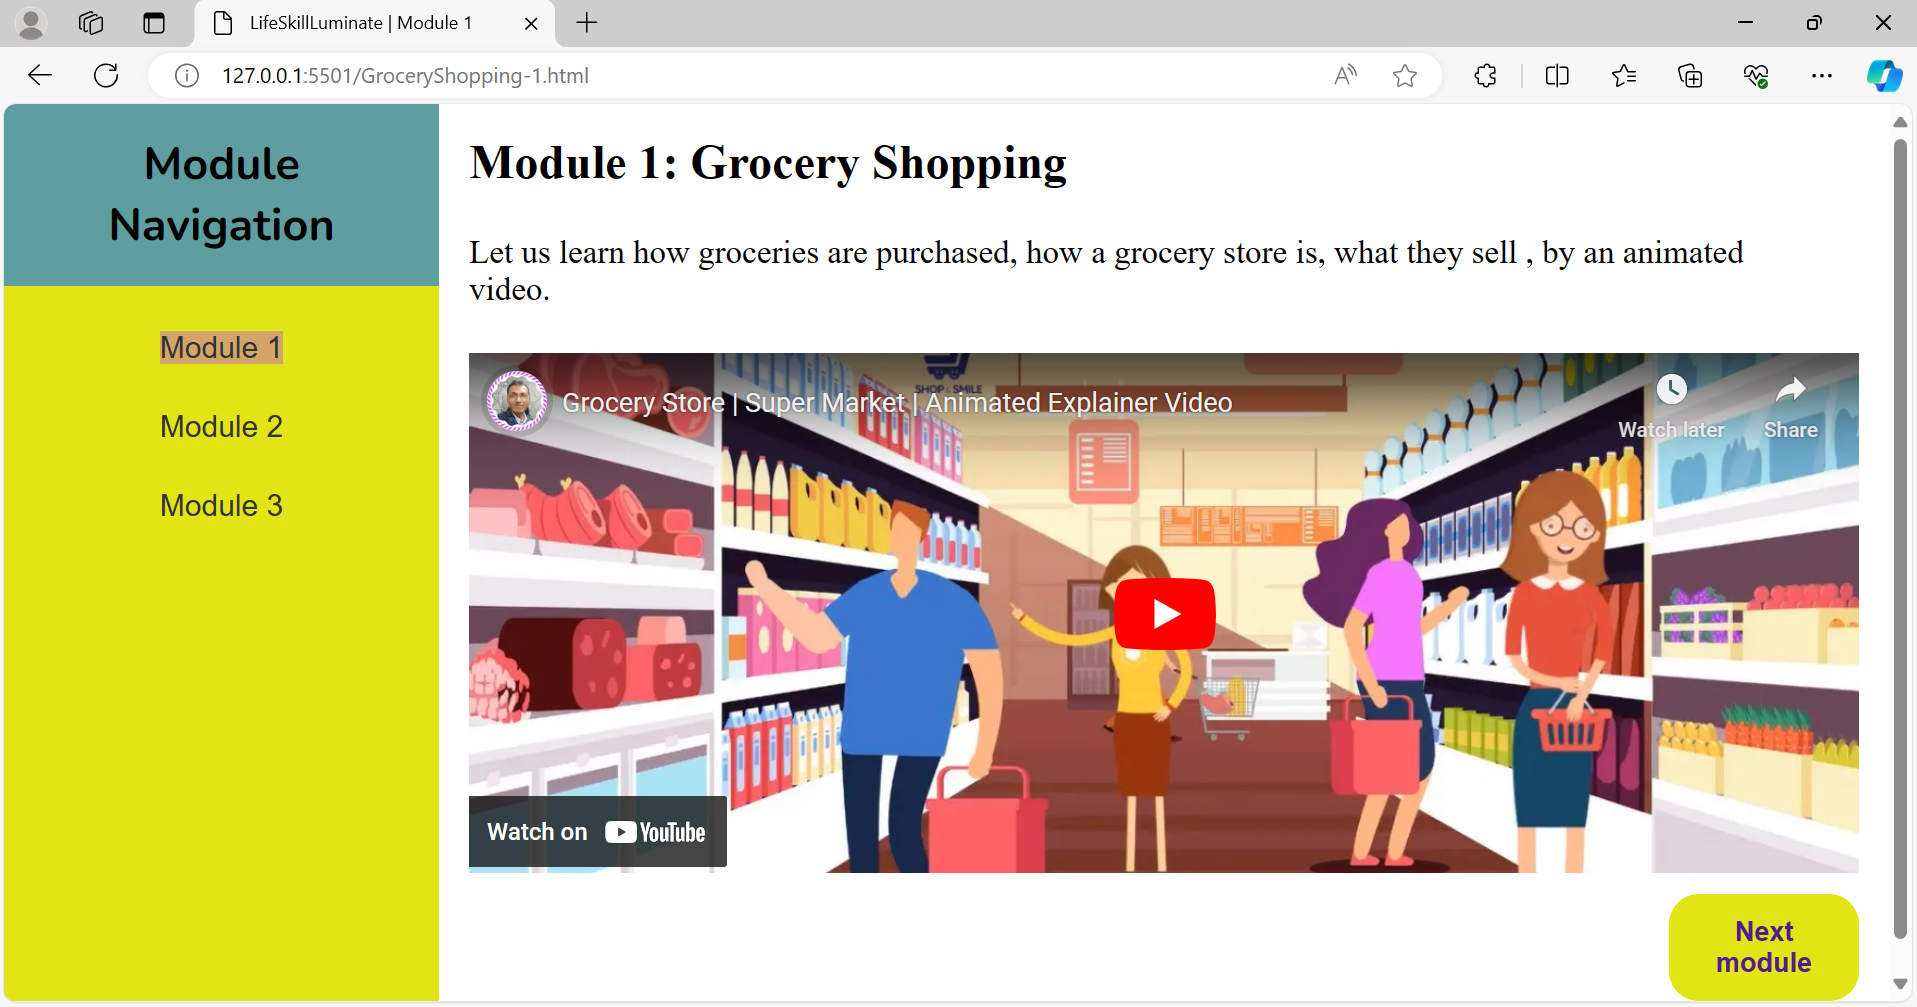 LifeSkillLuminate | Module 1
127.0.0.1:5501/GroceryShopping-1.html
Module
Navigation
Module 1
Module 2
Module 3
Module 1: Grocery Shopping
Let us learn how groceries are purchased, how a grocery store is, what they sell , by an animated
video.
SHOP & SMILE
Grocery Store | Super Market | Animated Explainer Video
Watch later
Share
Watch on YouTube
Next
module